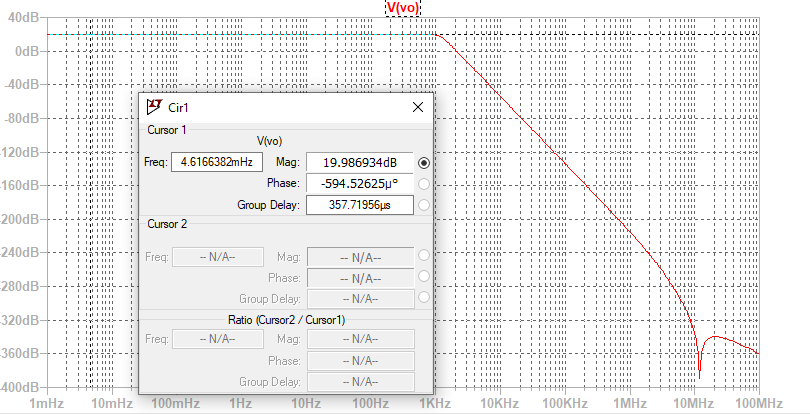 V(vo)
40dB
0dB
-40dB
-80dB
-120dB
-160dB
-200dB
-240dB
-280dB
-320dB
-360dB
-400dB
Cir1
Cursor 1
V(vo)
Freq: 4.6166382mHz Mag: 19.986934dB
Phase: -594.52625µ°
Group Delay: 357.71956µs
Cursor 2
Freq: -- N/A-- Mag: -- N/A--
Phase: -- N/A--
Group Delay: -- N/A--
Ratio (Cursor2 / Cursor1)
Freq: -- N/A-- Mag: -- N/A--
Phase: -- N/A--
Group Delay: -- N/A--
1mHz 10mHz 100mHz 1Hz 10Hz 100Hz 1KHz 10KHz 100KHz 1MHz 10MHz 100MHz